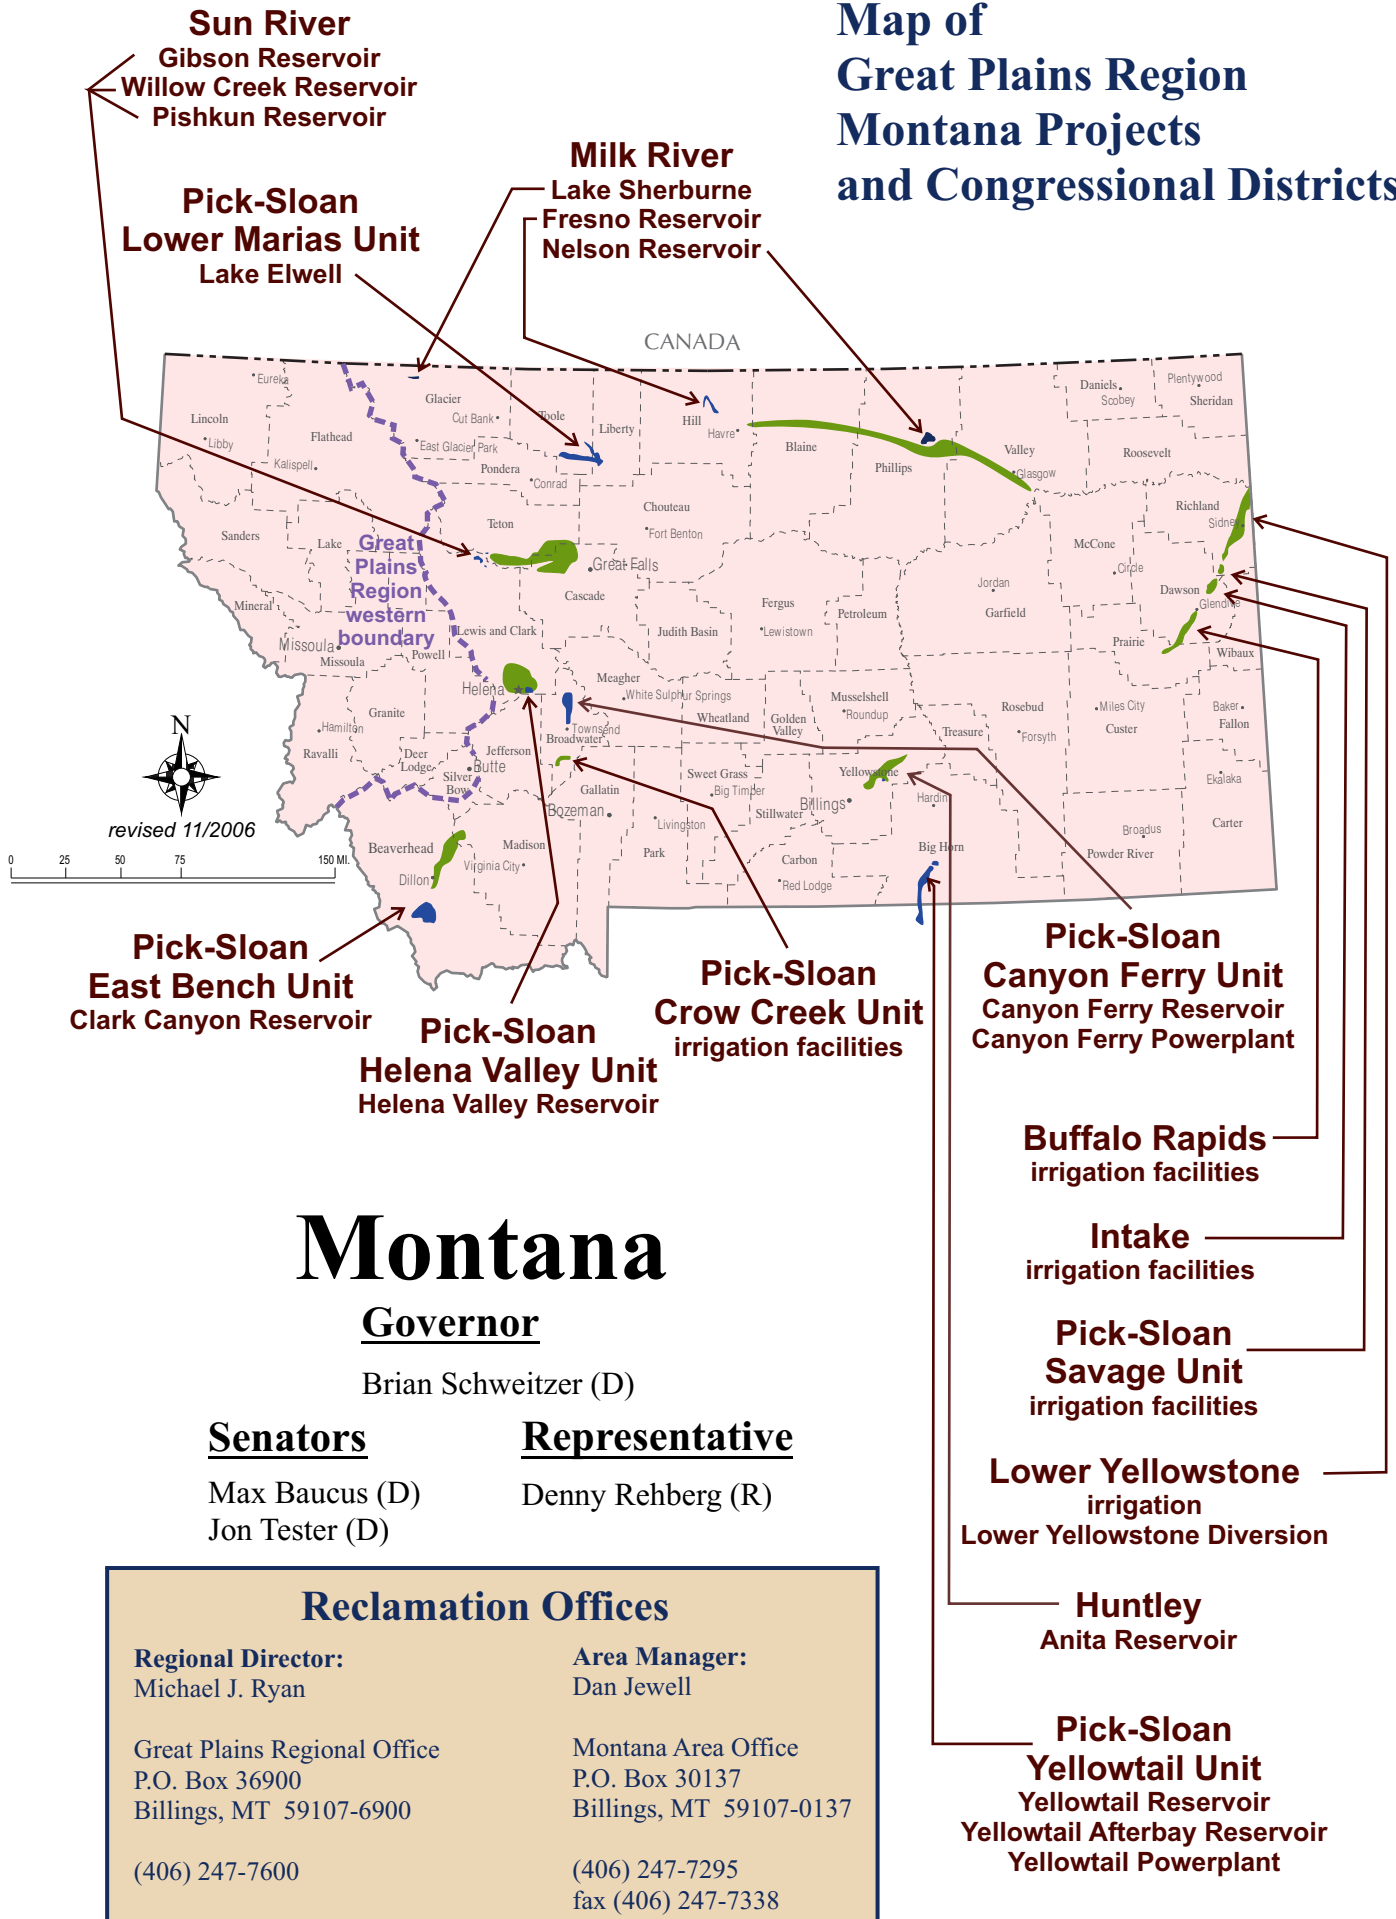 Map of
Great Plains Region
Montana Projects
and Congressional Districts
Sun River
Gibson Reservoir
Willow Creek Reservoir
Pishkun Reservoir
Milk River
Lake Sherburne
Fresno Reservoir
Nelson Reservoir
Pick-Sloan
Lower Marias Unit
Lake Elwell
CANADA
Eureka
Lincoln
Libby
Flathead
Kalispell
Glacier
Cut Bank
East Glacier Park
Toole
Liberty
Hill
Havre
Blaine
Phillips
Valley
Glasgow
Daniels
Scobey
Plentywood
Sheridan
Roosevelt
Pondera
Conrad
Chouteau
Fort Benton
Richland
Sidney
Sanders
Lake
Teton
Great
Plains
Region
western
boundary
Great Falls
Cascade
McCone
Circle
Dawson
Glendive
Jordan
Garfield
Mineral
Missoula
Missoula
Powell
Lewis and Clark
Judith Basin
Fergus
Lewistown
Petroleum
Prairie
Wibaux
Helena
Meagher
White Sulphur Springs
Granite
Hamilton
Ravalli
Deer
Lodge
Silver
Bow
Butte
Jefferson
Townsend
Broadwater
Wheatland
Golden
Valley
Musselshell
Roundup
Treasure
Rosebud
Forsyth
Miles City
Custer
Baker
Fallon
Gallatin
Bozeman
Sweet Grass
Big Timber
Livingston
Park
Stillwater
Yellowstone
Billings
Hardin
Big Horn
Ekalaka
Carter
Broadus
Powder River
Beaverhead
Dillon
Madison
Virginia City
Carbon
Red Lodge
N
revised 11/2006
0 25 50 75 150 MI.
Pick-Sloan
East Bench Unit
Clark Canyon Reservoir
Pick-Sloan
Helena Valley Unit
Helena Valley Reservoir
Pick-Sloan
Crow Creek Unit
irrigation facilities
Pick-Sloan
Canyon Ferry Unit
Canyon Ferry Reservoir
Canyon Ferry Powerplant
Buffalo Rapids
irrigation facilities
Intake
irrigation facilities
Pick-Sloan
Savage Unit
irrigation facilities
Lower Yellowstone
irrigation
Lower Yellowstone Diversion
Huntley
Anita Reservoir
Pick-Sloan
Yellowtail Unit
Yellowtail Reservoir
Yellowtail Afterbay Reservoir
Yellowtail Powerplant
Montana
Governor
Brian Schweitzer (D)
Senators
Max Baucus (D)
Jon Tester (D)
Representative
Denny Rehberg (R)
Reclamation Offices
Regional Director:
Michael J. Ryan
Great Plains Regional Office
P.O. Box 36900
Billings, MT 59107-6900
(406) 247-7600
Area Manager:
Dan Jewell
Montana Area Office
P.O. Box 30137
Billings, MT 59107-0137
(406) 247-7295
fax (406) 247-7338